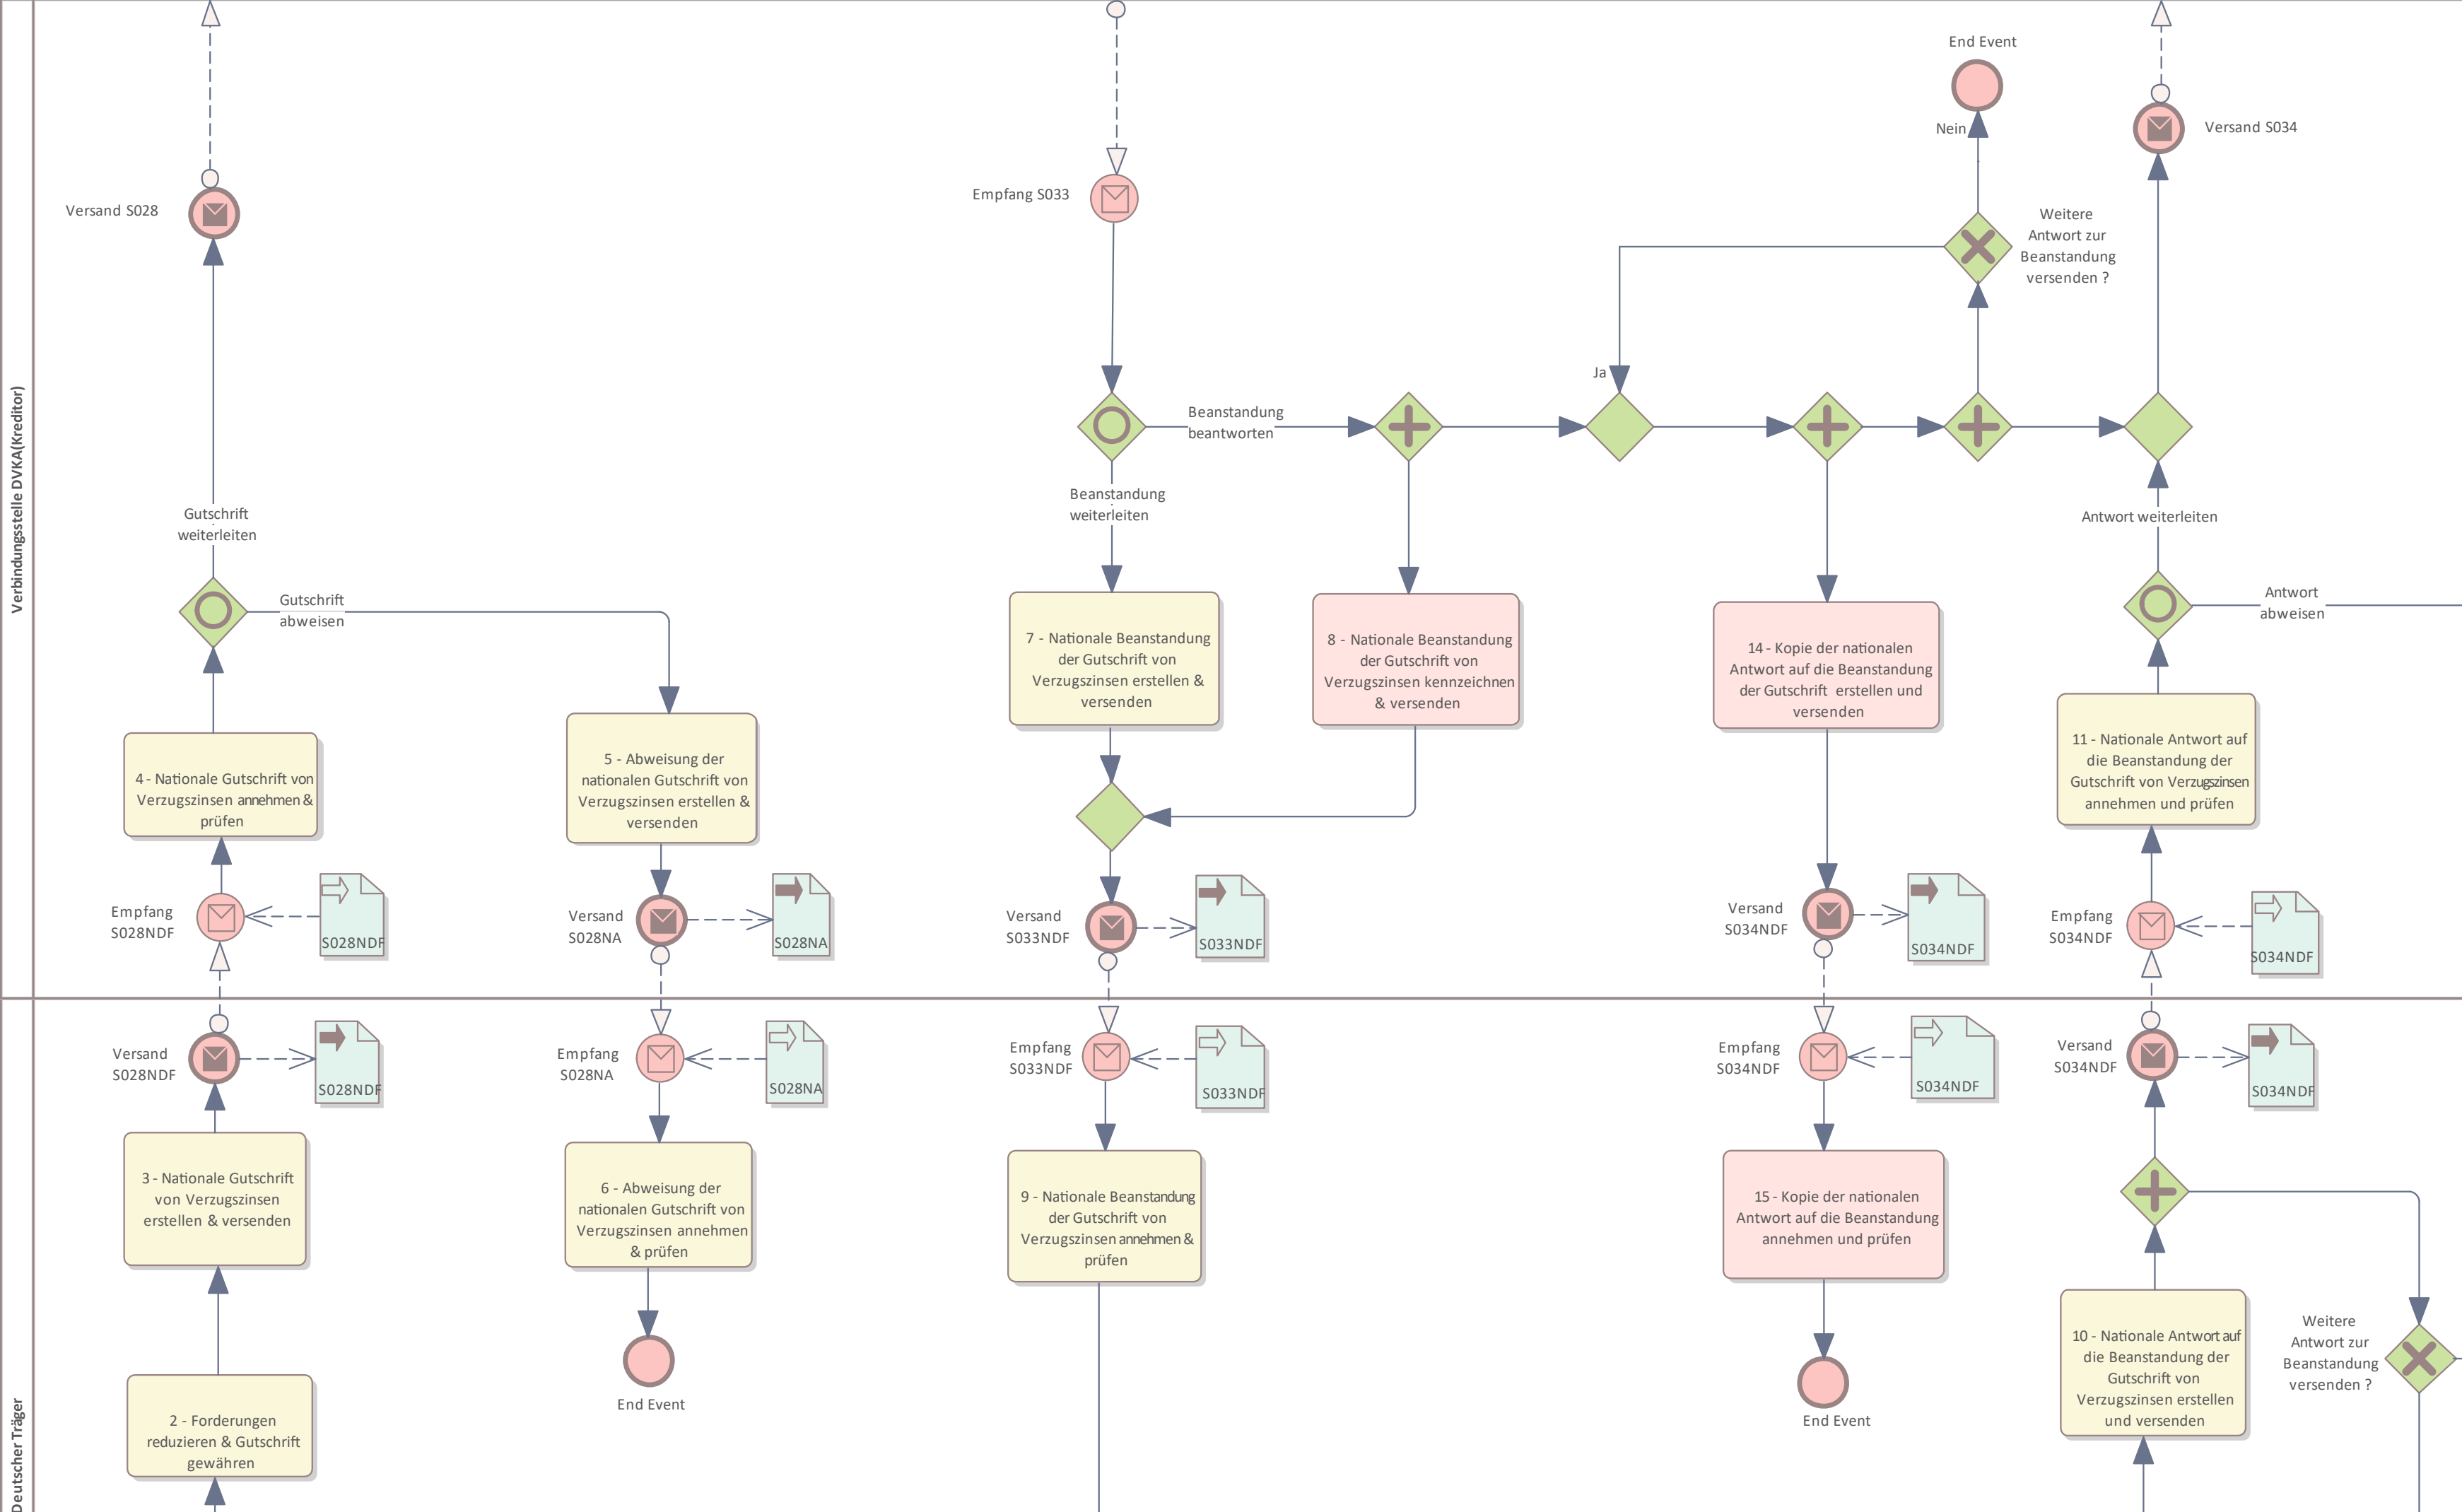 Verbindungsstelle DVKA(Kreditor)
Deutscher Träger
Versand S028
Gutschrift
weiterleiten
Gutschrift
abweisen
4 - Nationale Gutschrift von
Verzugszinsen annehmen &
prüfen
Empfang
S028NDF
S028NDF
Versand
S028NDF
S028NDF
3 - Nationale Gutschrift
von Verzugszinsen
erstellen & versenden
2 - Forderungen
reduzieren & Gutschrift
gewähren
5 - Abweisung der
nationalen Gutschrift von
Verzugszinsen erstellen &
versenden
Versand
S028NA
S028NA
Empfang
S028NA
S028NA
6 - Abweisung der
nationalen Gutschrift von
Verzugszinsen annehmen
& prüfen
End Event
Empfang S033
Beanstandung
beantworten
Beanstandung
weiterleiten
7 - Nationale Beanstandung
der Gutschrift von
Verzugszinsen erstellen &
versenden
8 - Nationale Beanstandung
der Gutschrift von
Verzugszinsen kennzeichnen
& versenden
Versand
S033NDF
S033NDF
Empfang
S033NDF
S033NDF
9 - Nationale Beanstandung
der Gutschrift von
Verzugszinsen annehmen &
prüfen
End Event
Nein
Weitere
Antwort zur
Beanstandung
versenden ?
Ja
14 - Kopie der nationalen
Antwort auf die Beanstandung
der Gutschrift erstellen und
versenden
Versand
S034NDF
S034NDF
Empfang
S034NDF
S034NDF
15 - Kopie der nationalen
Antwort auf die Beanstandung
annehmen und prüfen
End Event
Versand S034
Antwort weiterleiten
Antwort
abweisen
11 - Nationale Antwort auf
die Beanstandung der
Gutschrift von Verzugszinsen
annehmen und prüfen
Empfang
S034NDF
S034NDF
Versand
S034NDF
S034NDF
10 - Nationale Antwort auf
die Beanstandung der
Gutschrift von
Verzugszinsen erstellen
und versenden
Weitere
Antwort zur
Beanstandung
versenden ?